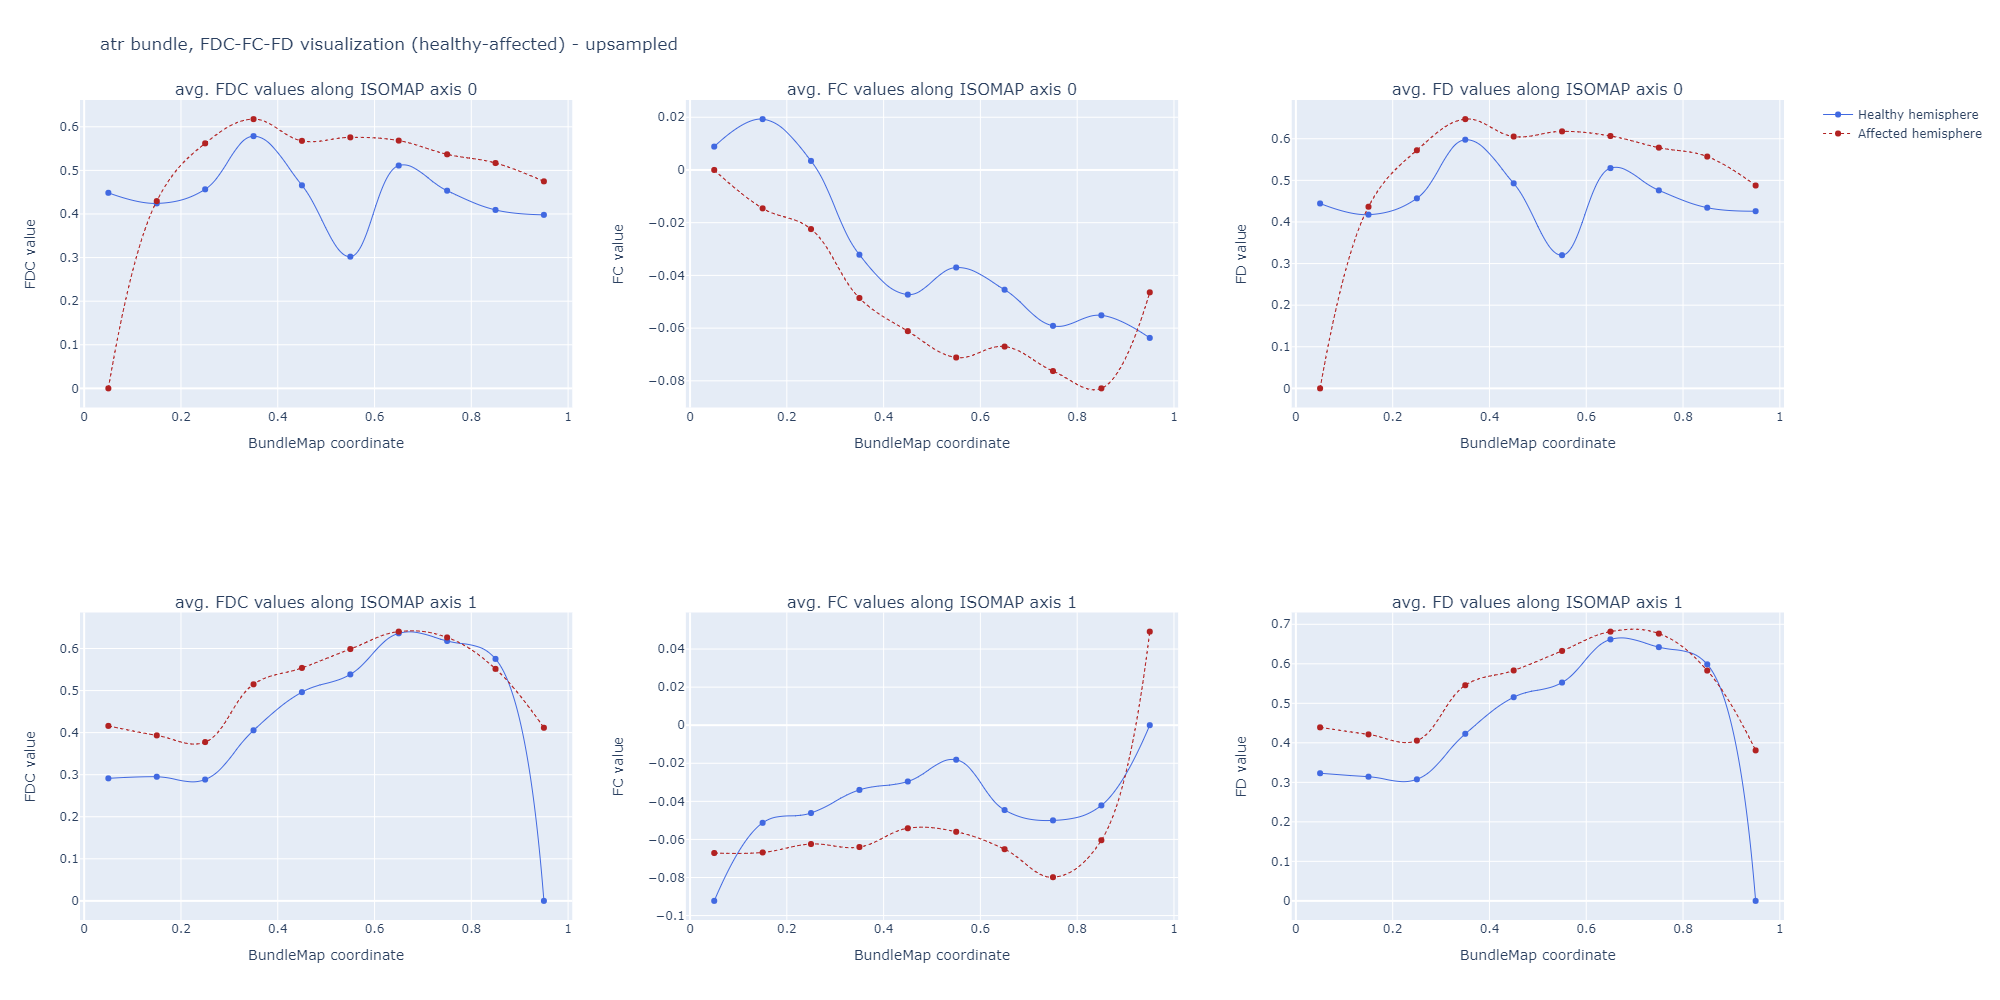 atr bundle, FDC-FC-FD visualization (healthy-affected) - upsampled
avg. FDC values along ISOMAP axis 0
avg. FC values along ISOMAP axis 0
avg. FD values along ISOMAP axis 0
Healthy hemisphere
Affected hemisphere
FDC value
0.6
0.5
0.4
0.3
0.2
0.1
0
0 0.2 0.4 0.6 0.8 1
BundleMap coordinate
FC value
0.02
0
−0.02
−0.04
−0.06
−0.08
0 0.2 0.4 0.6 0.8 1
BundleMap coordinate
FD value
0.6
0.5
0.4
0.3
0.2
0.1
0
0 0.2 0.4 0.6 0.8 1
BundleMap coordinate
avg. FDC values along ISOMAP axis 1
avg. FC values along ISOMAP axis 1
avg. FD values along ISOMAP axis 1
FDC value
0.6
0.5
0.4
0.3
0.2
0.1
0
0 0.2 0.4 0.6 0.8 1
BundleMap coordinate
FC value
0.04
0.02
0
−0.02
−0.04
−0.06
−0.08
−0.1
0 0.2 0.4 0.6 0.8 1
BundleMap coordinate
FD value
0.7
0.6
0.5
0.4
0.3
0.2
0.1
0
0 0.2 0.4 0.6 0.8 1
BundleMap coordinate